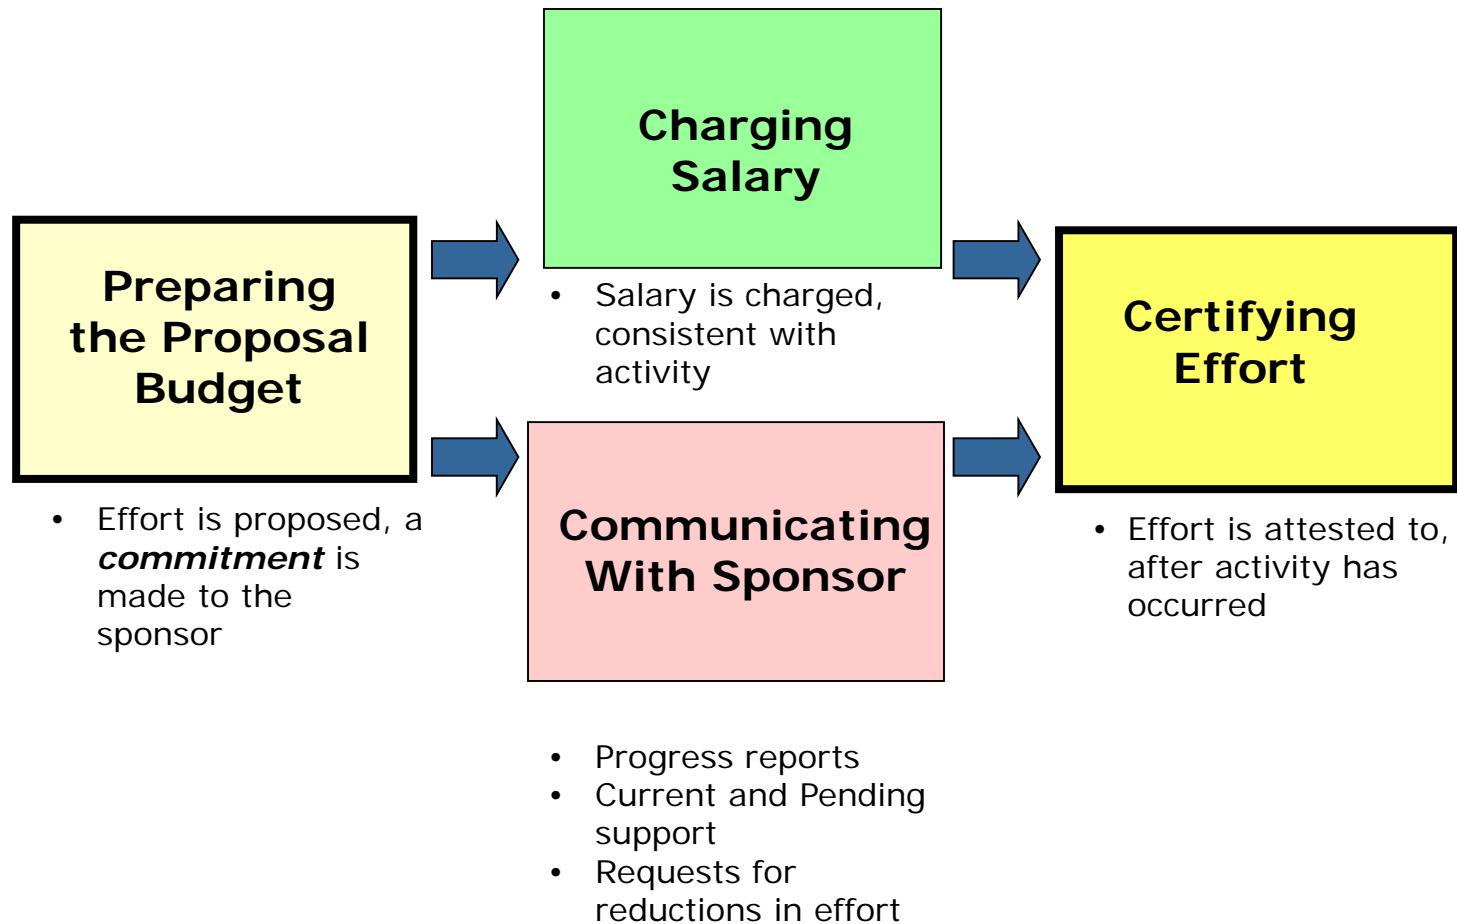 Charging
Salary
Preparing
the Proposal
Budget
Certifying
Effort
• Salary is charged,
consistent with
activity
Communicating
With Sponsor
• Effort is proposed, a
commitment is
made to the
sponsor
• Effort is attested to,
after activity has
occurred
• Progress reports
• Current and Pending
support
• Requests for
reductions in effort